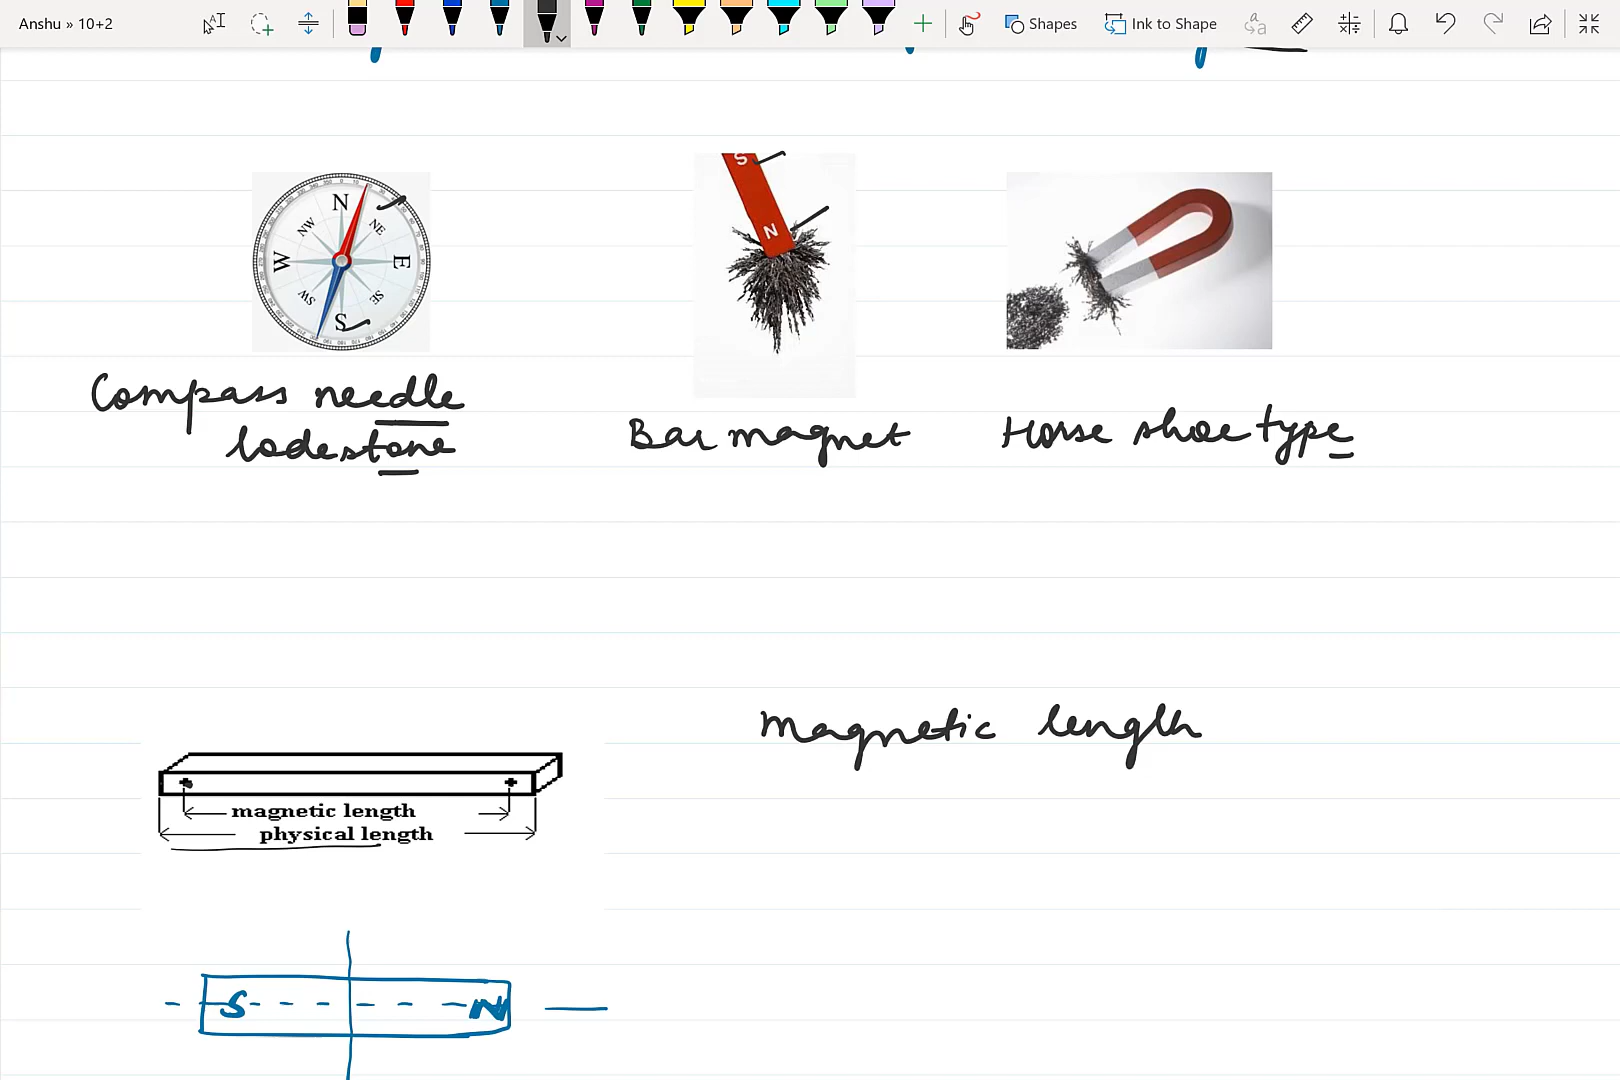 Anshu » 10+2
Shapes
Ink to Shape
N
NW
NE
W
E
SW
SE
S
S
N
Compass needle
lodestone
Bar magnet
Horse shoe type
magnetic length
magnetic length
physical length
S
N